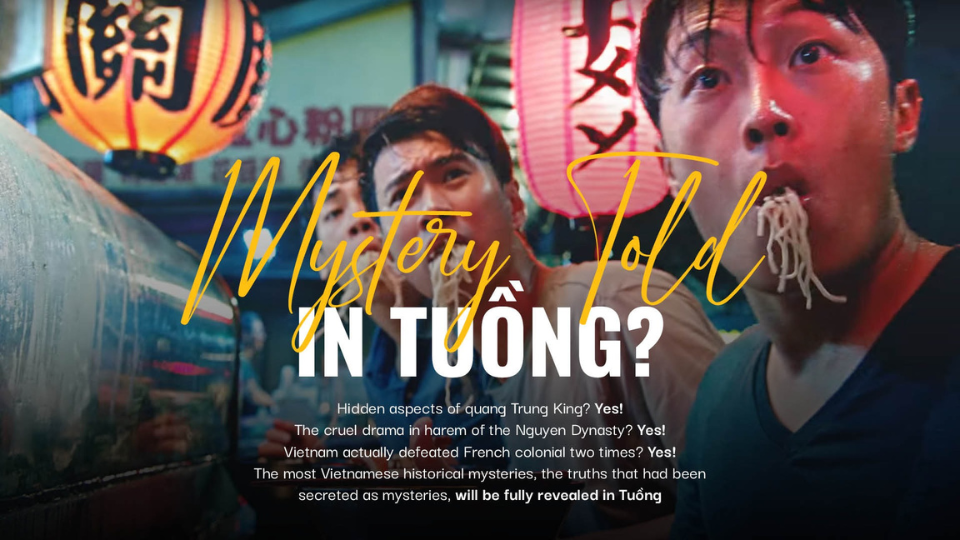 心粉
Mystery Told
IN TUỒNG?
Hidden aspects of quang Trung King? Yes!
The cruel drama in harem of the Nguyen Dynasty? Yes!
Vietnam actually defeated French colonial two times? Yes!
The most Vietnamese historical mysteries, the truths that had been
secreted as mysteries, will be fully revealed in Tuồng